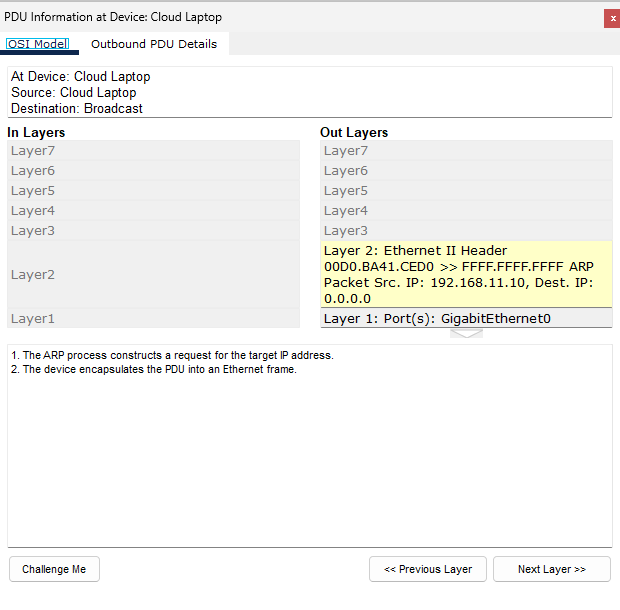 PDU Information at Device: Cloud Laptop
x
OSI Model
Outbound PDU Details
At Device: Cloud Laptop
Source: Cloud Laptop
Destination: Broadcast
In Layers
Layer7
Layer6
Layer5
Layer4
Layer3
Layer2
Layer1
Out Layers
Layer7
Layer6
Layer5
Layer4
Layer3
Layer 2: Ethernet II Header
00D0.BA41.CED0 >> FFFF.FFFF.FFFF ARP
Packet Src. IP: 192.168.11.10, Dest. IP:
0.0.0.0
Layer 1: Port(s): GigabitEthernet0
1. The ARP process constructs a request for the target IP address.
2. The device encapsulates the PDU into an Ethernet frame.
Challenge Me
<< Previous Layer
Next Layer >>